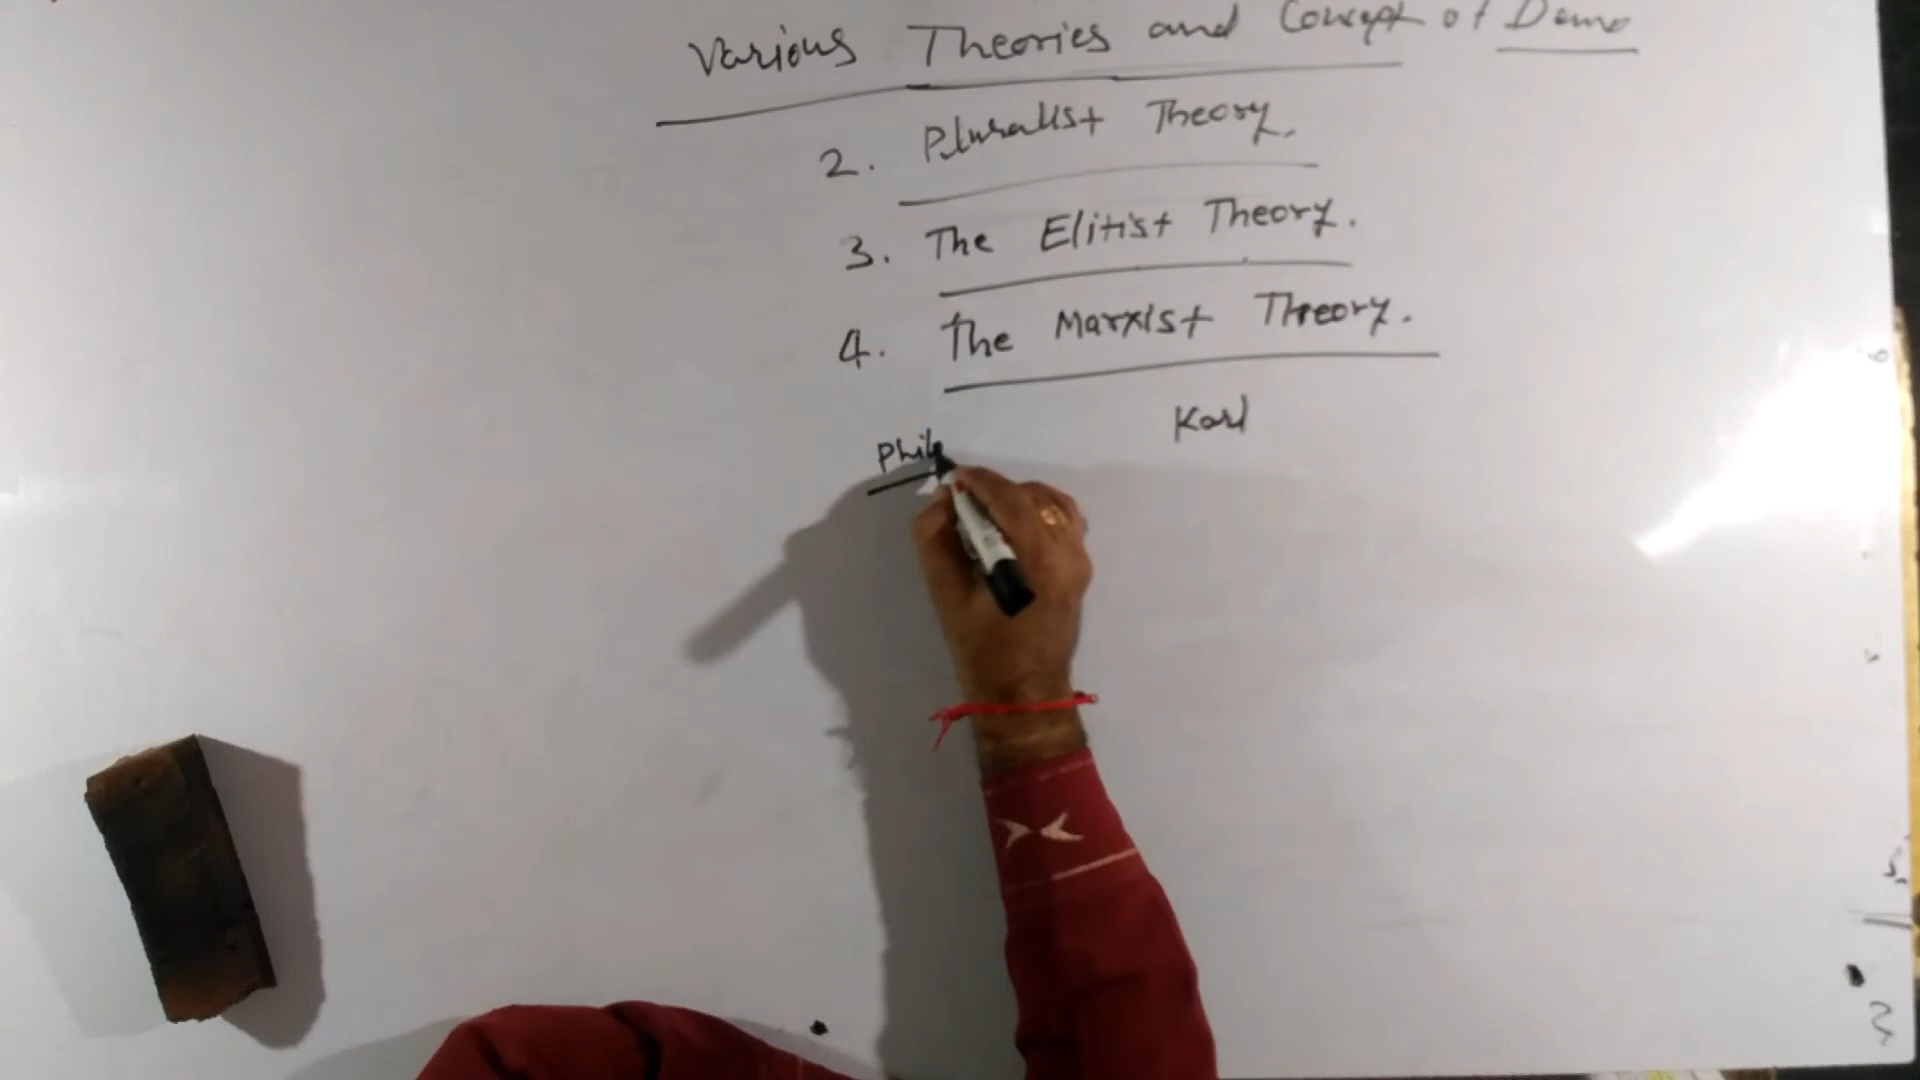 Various Theories and Concept of Demo
2. Pluralist Theory.
3. The Elitist Theory.
4. The Marxist Theory.
Karl
Phil